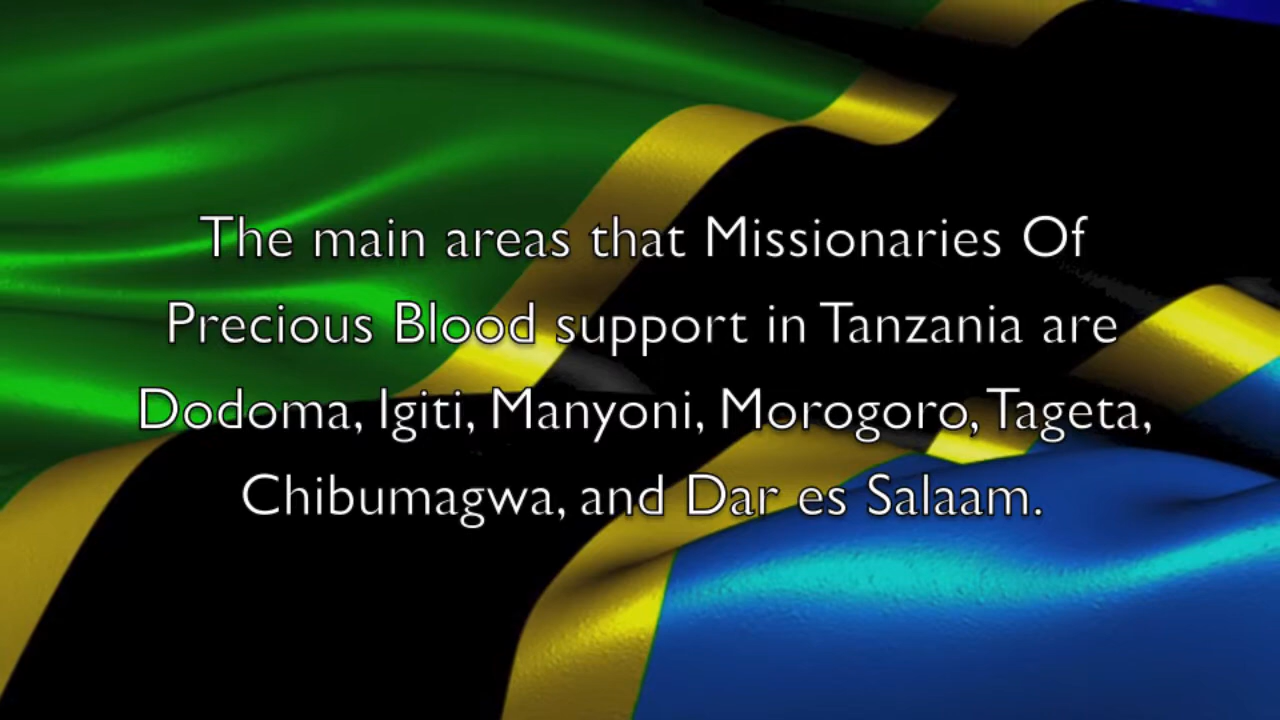 The main areas that Missionaries Of
Precious Blood support in Tanzania are
Dodoma, Igiti, Manyoni, Morogoro, Tageta,
Chibumagwa, and Dar es Salaam.